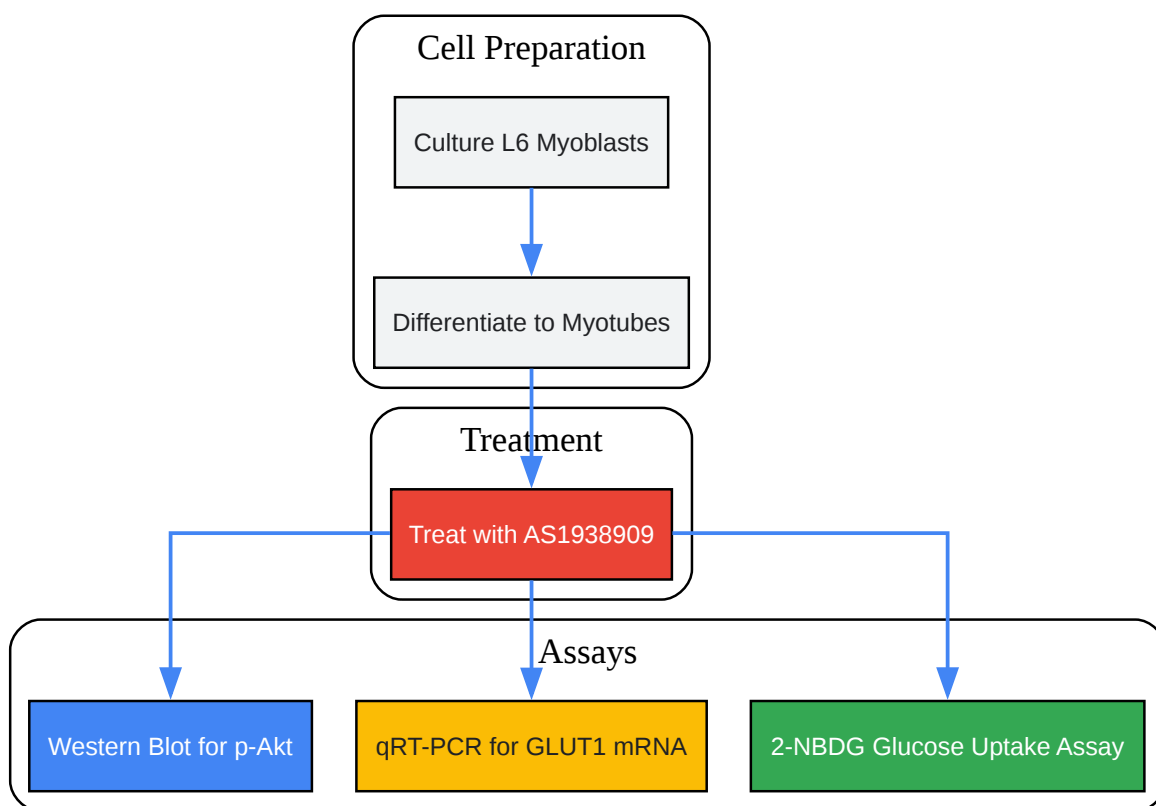 Cell Preparation
Culture L6 Myoblasts
Differentiate to Myotubes
Treatment
Treat with AS1938909
Assays
Western Blot for p-Akt
qRT-PCR for GLUT1 mRNA
2-NBDG Glucose Uptake Assay